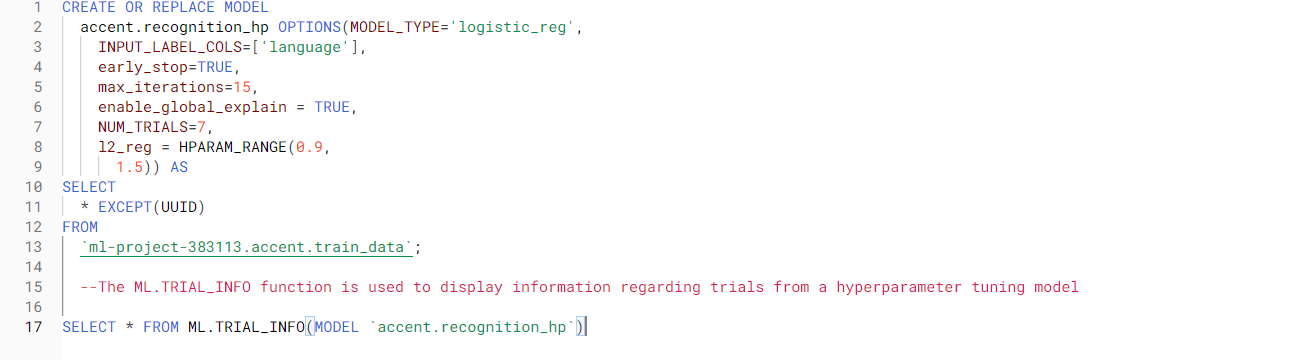 1 CREATE OR REPLACE MODEL
2 accent.recognition_hp OPTIONS(MODEL_TYPE='logistic_reg',
3 INPUT_LABEL_COLS=['language'],
4 early_stop=TRUE,
5 max_iterations=15,
6 enable_global_explain = TRUE,
7 NUM_TRIALS=7,
8 l2_reg = HPARAM_RANGE(0.9,
9 1.5)) AS
10 SELECT
11 * EXCEPT(UUID)
12 FROM
13 `ml-project-383113.accent.train_data`;
14
15 --The ML.TRIAL_INFO function is used to display information regarding trials from a hyperparameter tuning model
16
17 SELECT * FROM ML.TRIAL_INFO(MODEL `accent.recognition_hp`)